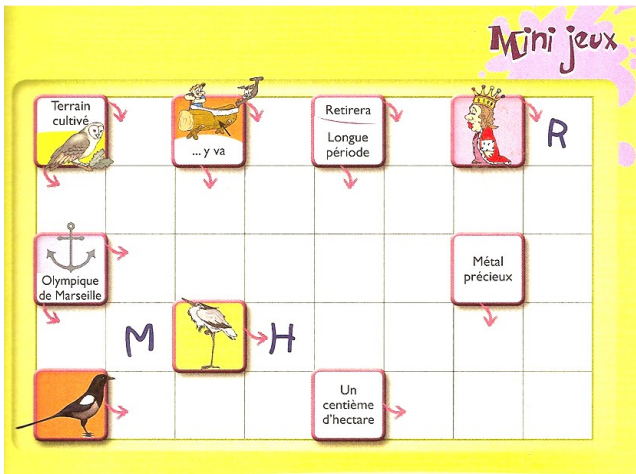 Mini jeux
Terrain
cultivé
... y va
Retirera
Longue
période
R
Olympique
de Marseille
Métal
précieux
M
H
Un
centième
d'hectare